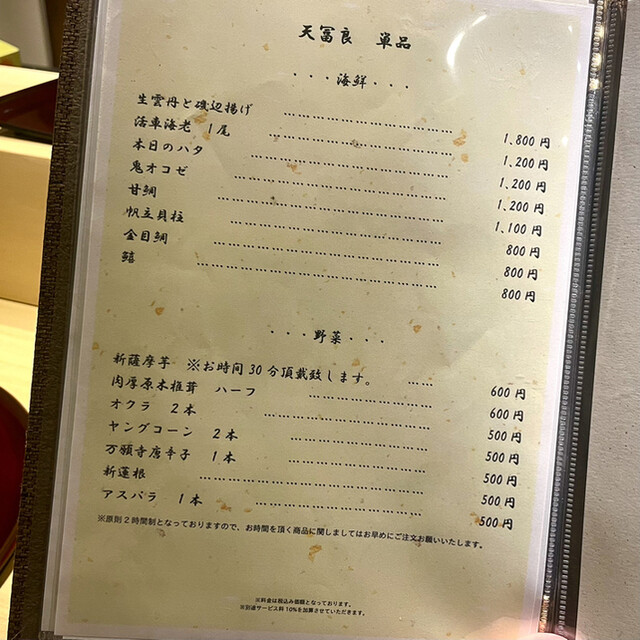 天冨良 単品
・・・海鮮・・・
生雲丹と磯辺揚げ ........................ 1,800円
活車海老 1尾 ........................ 1,200円
本日のハタ ........................ 1,200円
鬼オコゼ ........................ 1,200円
甘鯛 ........................ 1,100円
帆立貝柱 ........................ 800円
金目鯛 ........................ 800円
鱚 ........................ 800円
・・・野菜・・・
新薩摩芋 ※お時間30分頂戴致します。 ...... 600円
肉厚原木椎茸 ハーフ ........................ 600円
オクラ 2本 ........................ 500円
ヤングコーン 2本 ........................ 500円
万願寺唐辛子 1本 ........................ 500円
新蓮根 ........................ 500円
アスパラ 1本 ........................ 500円
※原則2時間制となっておりますので、お時間を頂く商品に関しましてはお早めにご注文お願いいたします。
※料金は税込み価額となっております。
※別途サービス料10%を加算させていただきます。